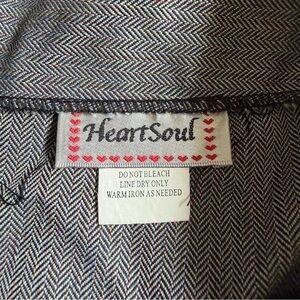 HeartSoul
DO NOT BLEACH
LINE DRY ONLY
WARM IRON AS NEEDED